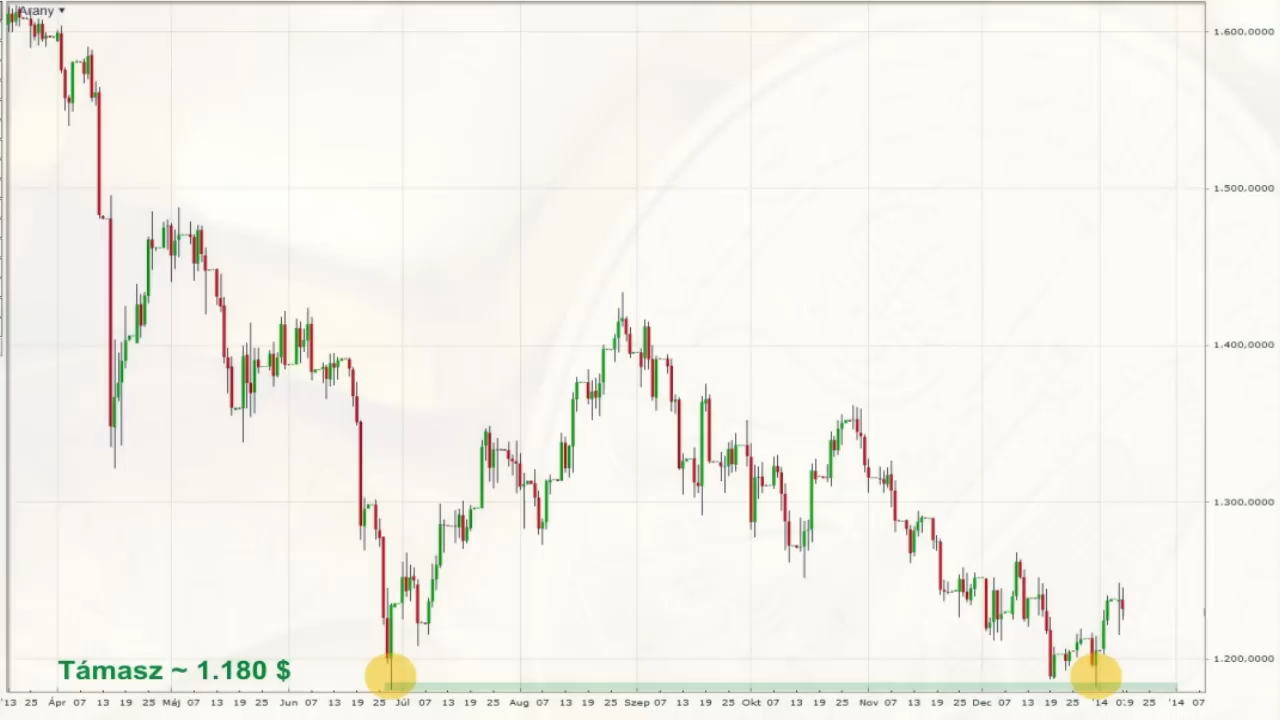 Arany
1.600.0000
1.500.0000
1.400.0000
1.300.0000
1.200.0000
Támasz ~ 1.180 $
'13 25 Ápr 07 13 19 25 Máj 07 13 19 25 Jun 07 13 19 25 Júl 07 13 19 25 Aug 07 13 19 25 Szep 07 13 19 25 Okt 07 13 19 25 Nov 07 13 19 25 Dec 07 13 19 25 '14 25 '14 07